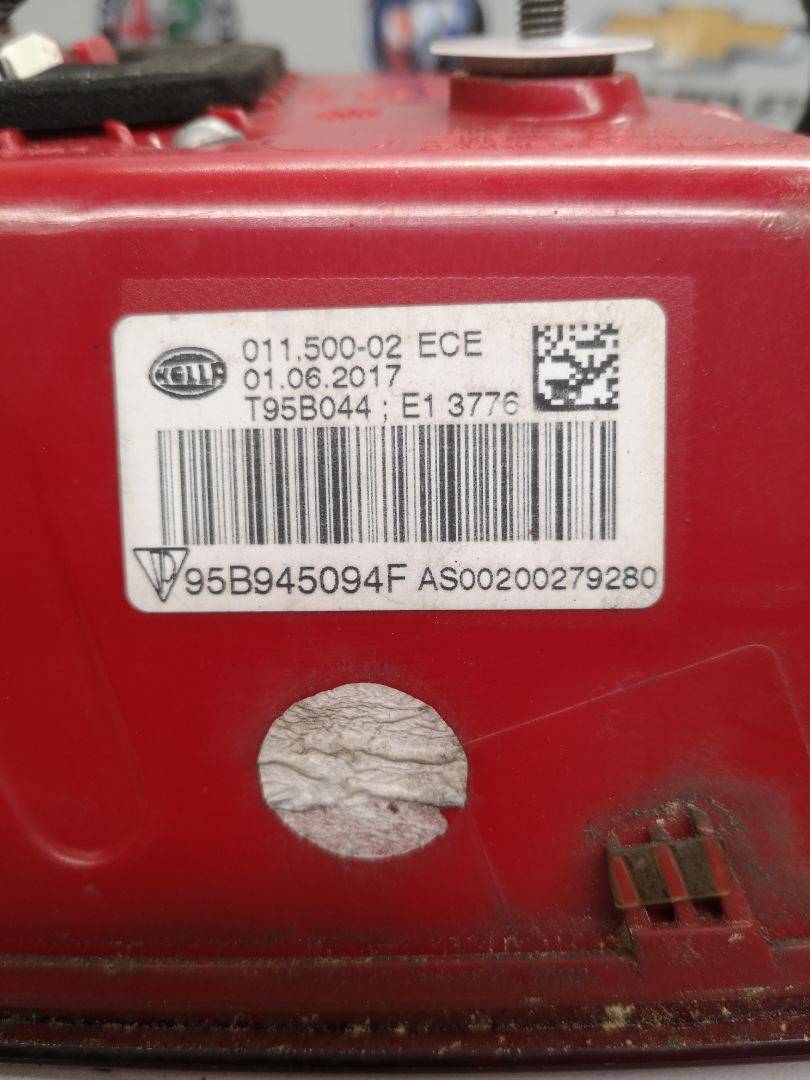 HELLA
011.500-02 ECE
01.06.2017
T95B044 ; E1 3776
95B945094F AS00200279280